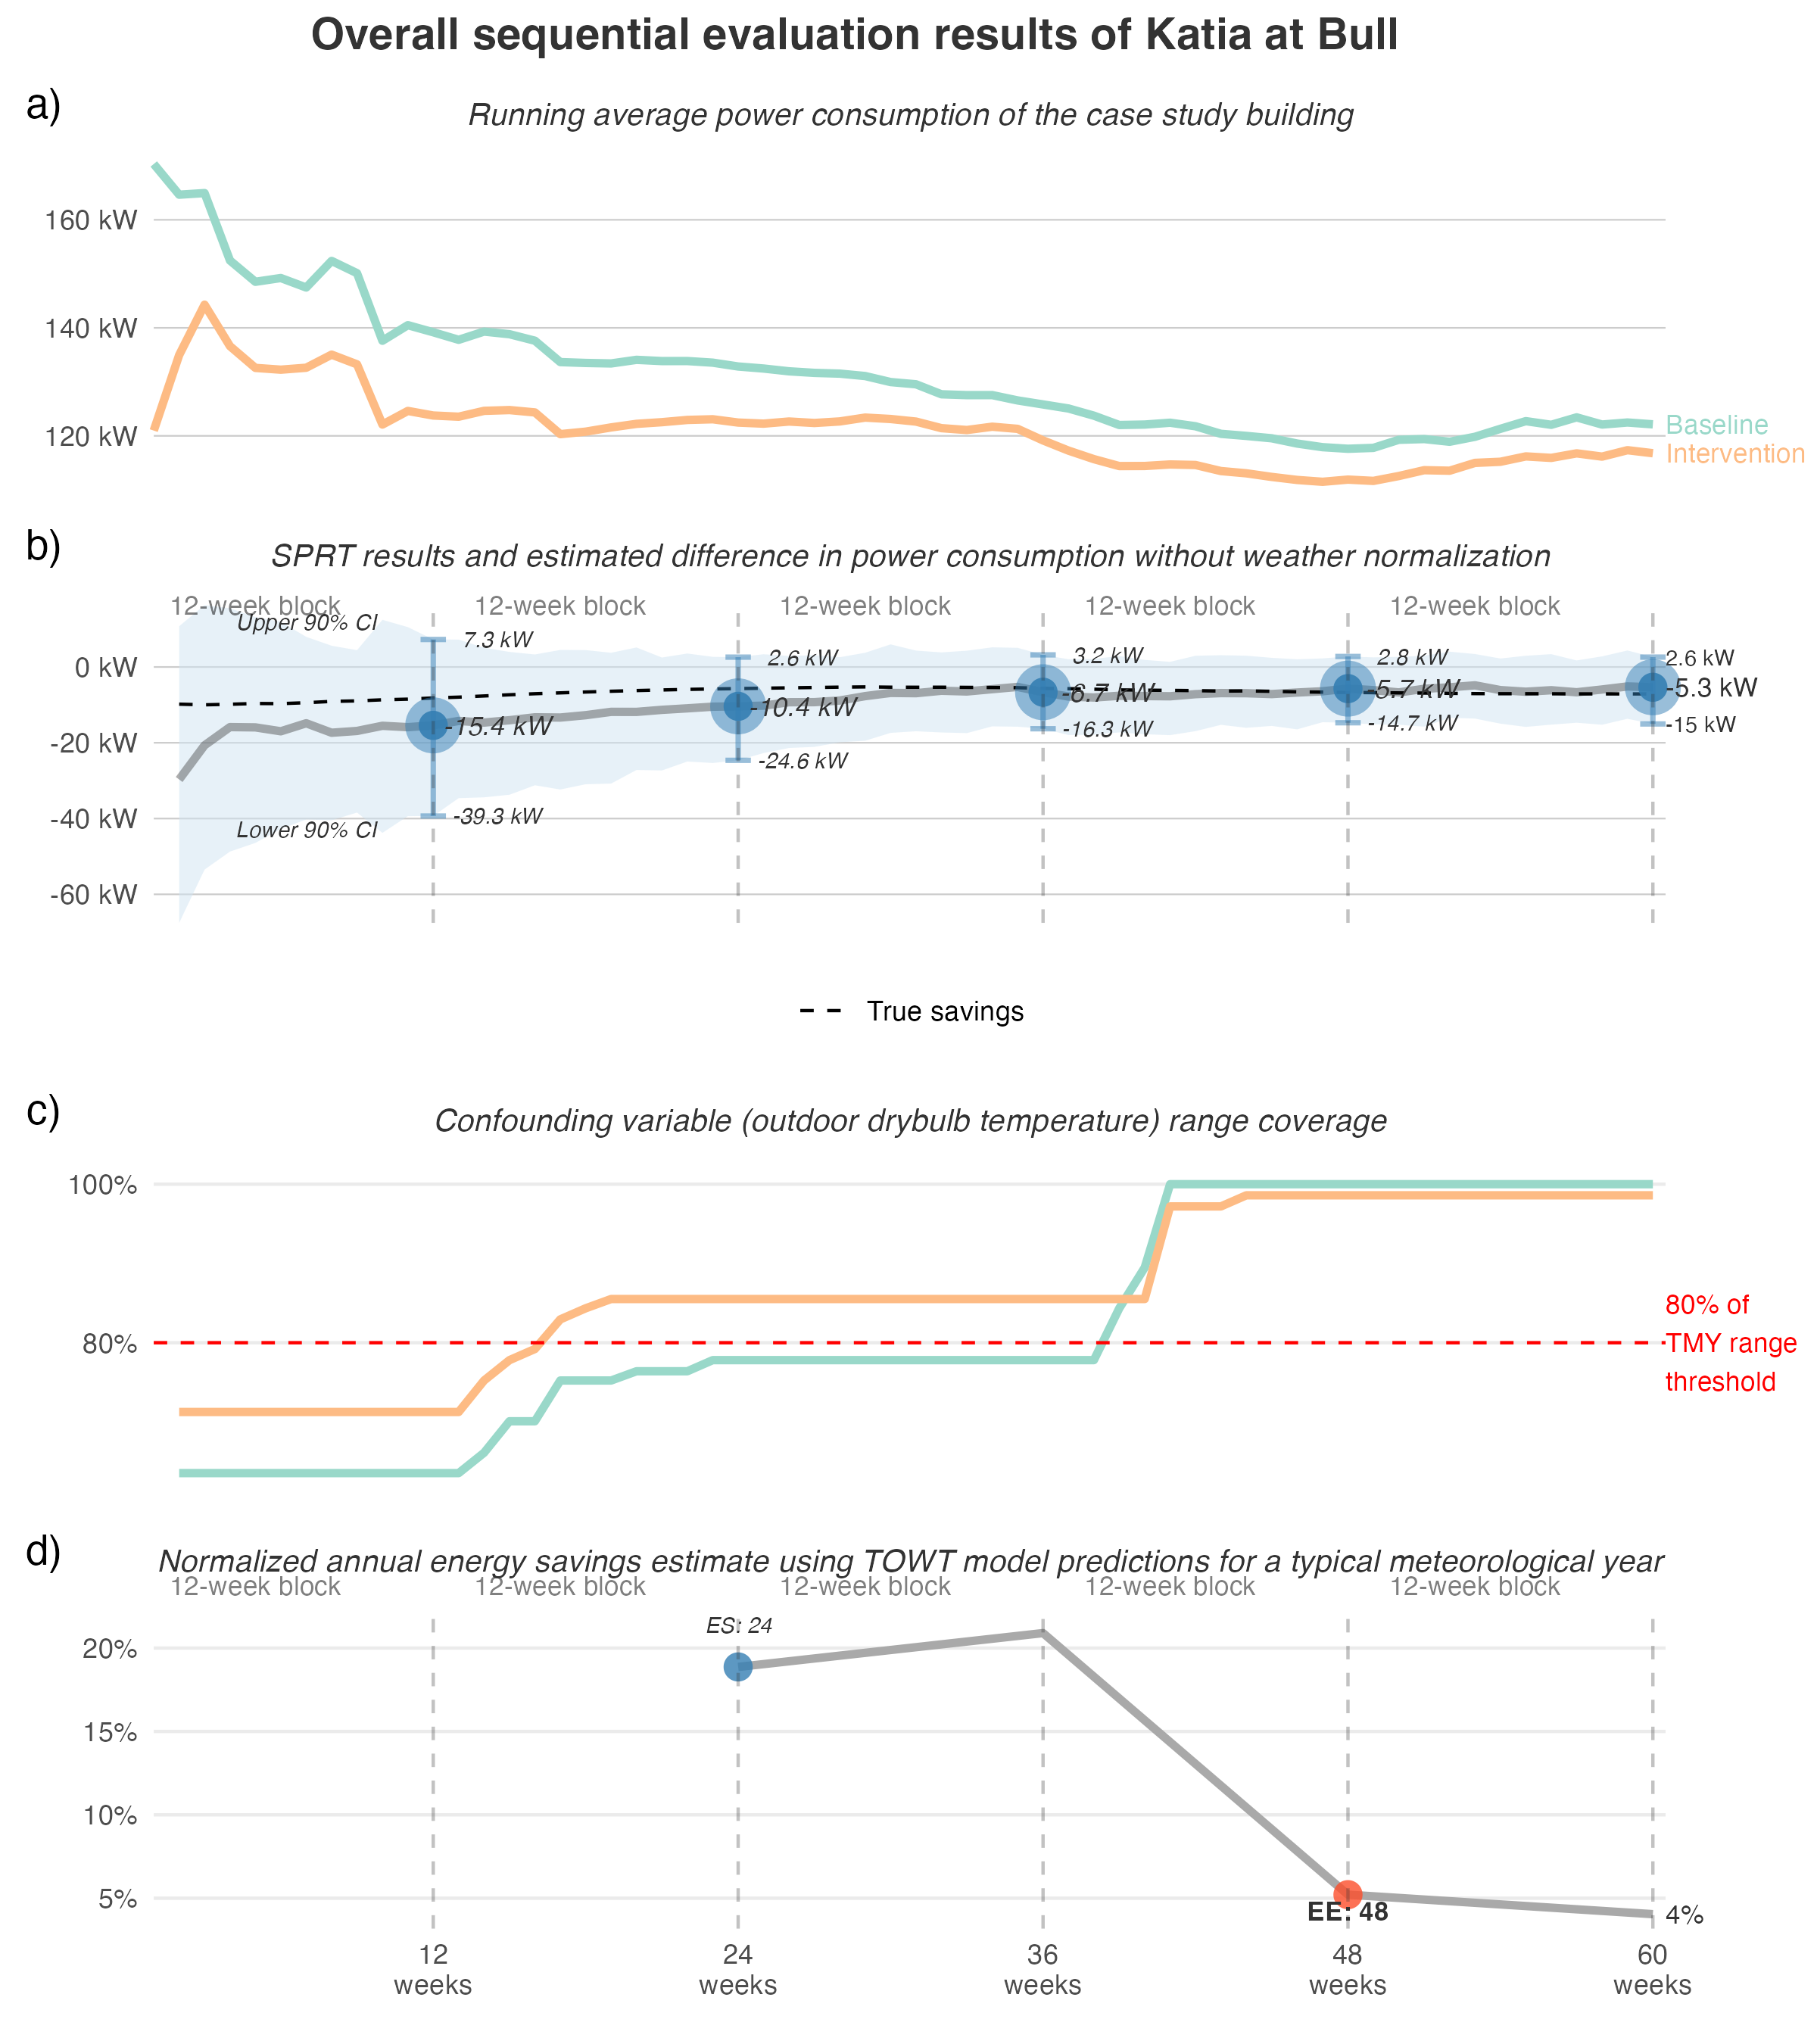 Overall sequential evaluation results of Katia at Bull
a)
Running average power consumption of the case study building
160 kW
140 kW
120 kW
Baseline
Intervention
b)
SPRT results and estimated difference in power consumption without weather normalization
12-week block 12-week block 12-week block 12-week block 12-week block
Upper 90% CI
7.3 kW
2.6 kW
3.2 kW
2.8 kW
2.6 kW
0 kW
-15.4 kW
-10.4 kW
-6.7 kW
-5.7 kW
-5.3 kW
-39.3 kW
-24.6 kW
-16.3 kW
-14.7 kW
-15 kW
-20 kW
-40 kW
Lower 90% CI
-60 kW
True savings
c)
Confounding variable (outdoor drybulb temperature) range coverage
100%
80%
80% of
TMY range
threshold
d)
Normalized annual energy savings estimate using TOWT model predictions for a typical meteorological year
12-week block 12-week block 12-week block 12-week block 12-week block
ES: 24
20%
15%
10%
5%
EE: 48
4%
12 24 36 48 60
weeks weeks weeks weeks weeks